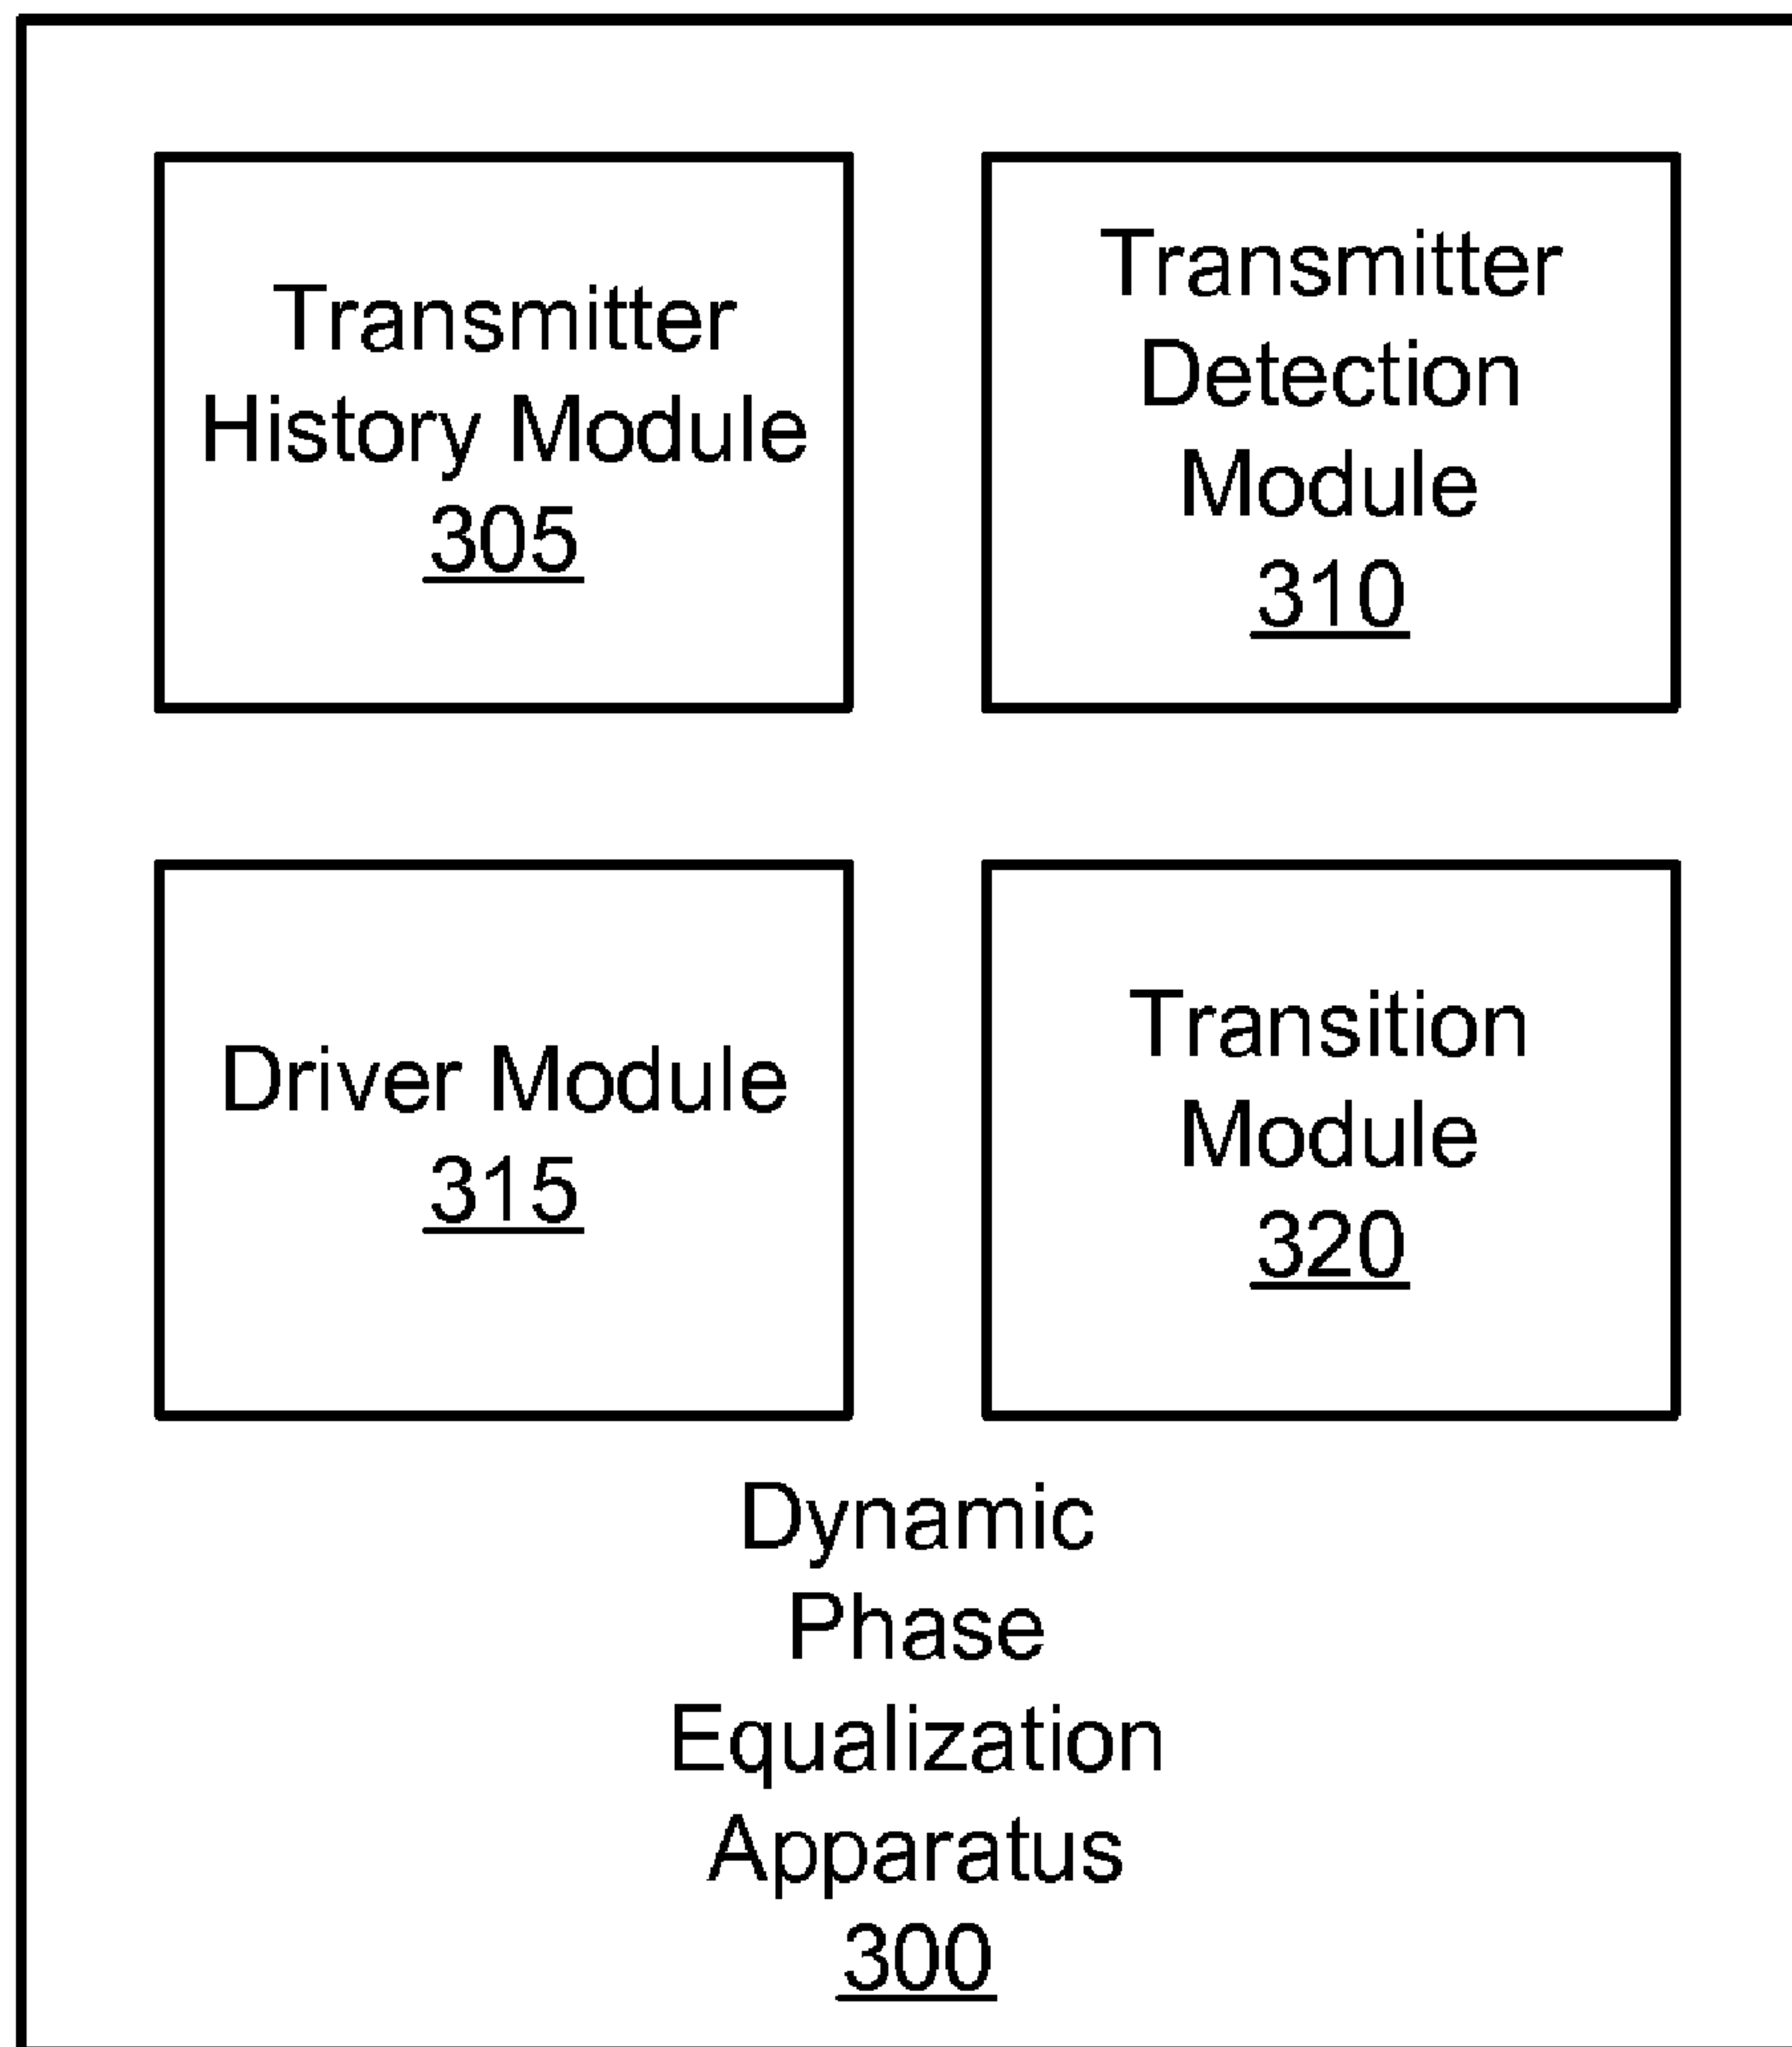 Transmitter
History Module
305
Transmitter
Detection
Module
310
Driver Module
315
Transition
Module
320
Dynamic
Phase
Equalization
Apparatus
300